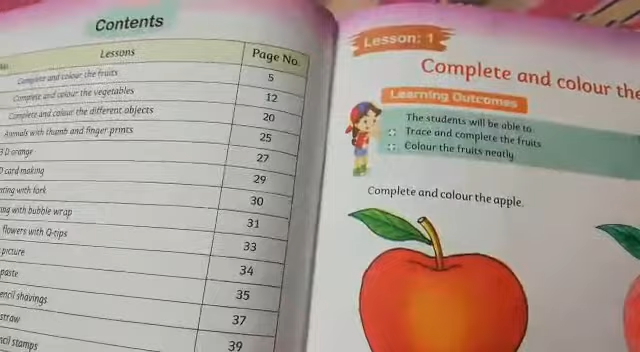 Contents
Lessons Page No.
Complete and colour the fruits 5
Complete and colour the vegetables 12
Complete and colour the different objects 20
Animals with thumb and finger prints 25
3 D orange 27
D card making 29
with fork 30
with bubble wrap 31
flowers with Q-tips 33
picture 34
paste 35
shavings 37
straw 39
stamps
Lesson: 1
Complete and colour the
Learning Outcomes
The students will be able to
Trace and complete the fruits
Colour the fruits neatly
Complete and colour the apple.